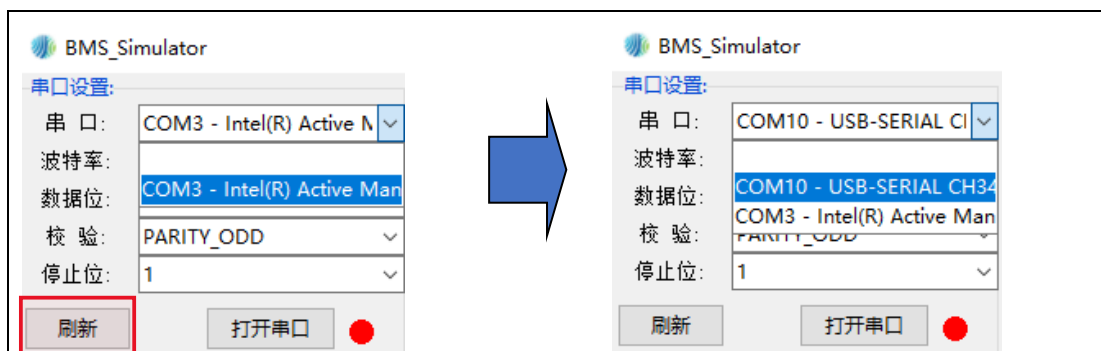 BMS_Simulator
串口设置:
串 口: COM3 - Intel(R) Active M
波特率:
COM3 - Intel(R) Active Man
数据位:
校 验: PARITY_ODD
停止位: 1
刷新 打开串口
BMS_Simulator
串口设置:
串 口: COM10 - USB-SERIAL CH
波特率:
COM10 - USB-SERIAL CH34
数据位:
COM3 - Intel(R) Active Man
校 验: PARITY_ODD
停止位: 1
刷新 打开串口